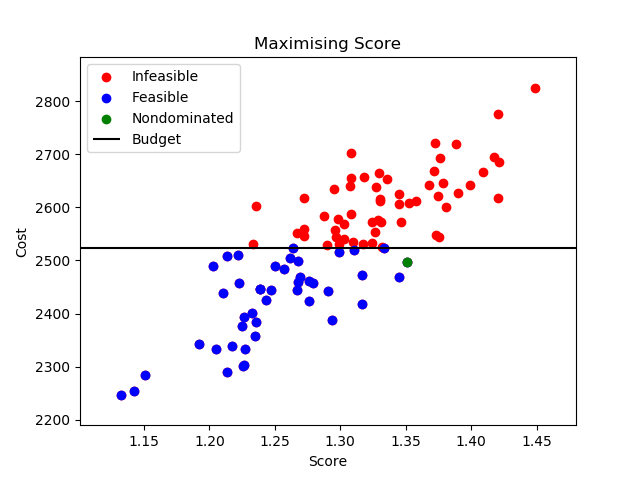 Maximising Score
Infeasible
Feasible
Nondominated
Budget
Cost
2800
2700
2600
2500
2400
2300
2200
1.15 1.20 1.25 1.30 1.35 1.40 1.45
Score